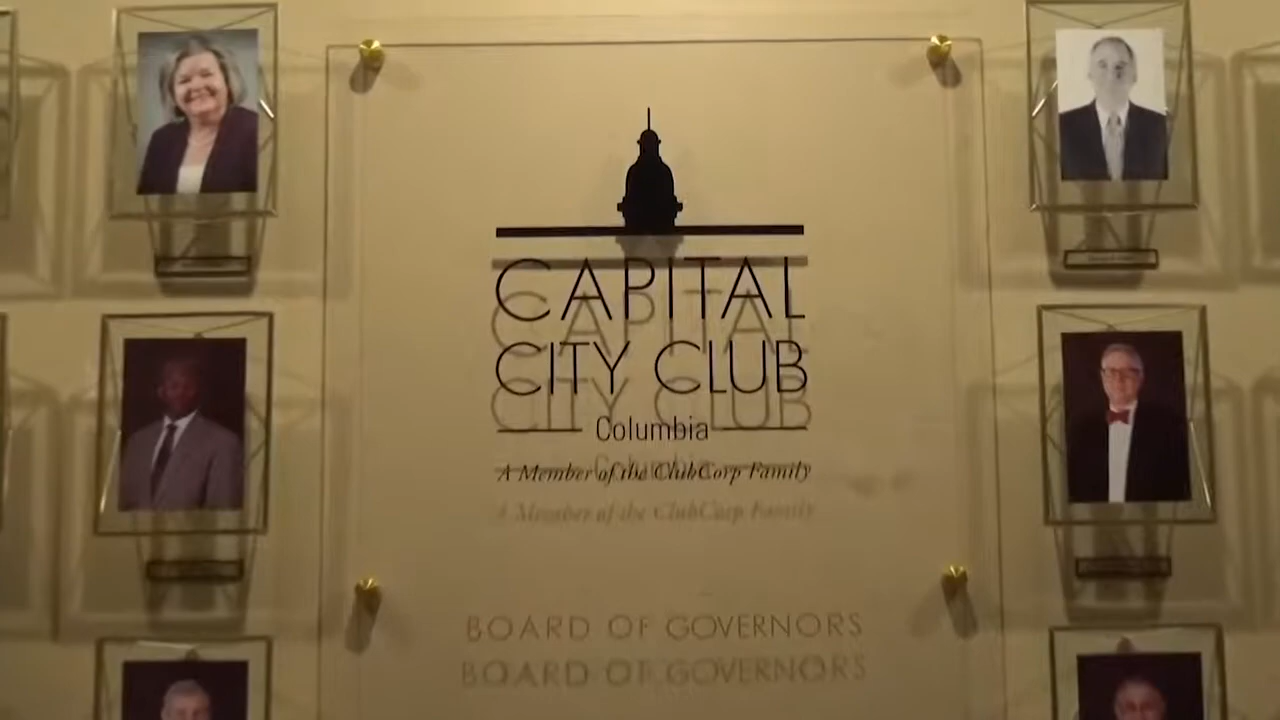 CAPITAL
CITY CLUB
Columbia
A Member of the ClubCorp Family
BOARD OF GOVERNORS